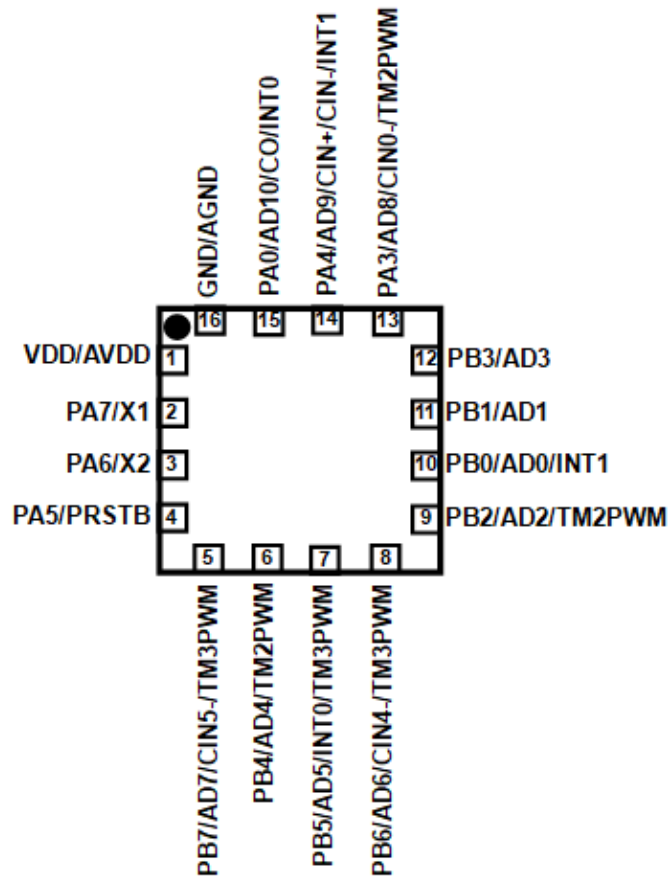 GND/AGND
PA0/AD10/CO/INT0
PA4/AD9/CIN+/CIN-/INT1
PA3/AD8/CIN0-/TM2PWM
16
15
14
13
VDD/AVDD 1
12 PB3/AD3
PA7/X1 2
11 PB1/AD1
PA6/X2 3
10 PB0/AD0/INT1
PA5/PRSTB 4
9 PB2/AD2/TM2PWM
5
6
7
8
PB7/AD7/CIN5-/TM3PWM
PB4/AD4/TM2PWM
PB5/AD5/INT0/TM3PWM
PB6/AD6/CIN4-/TM3PWM